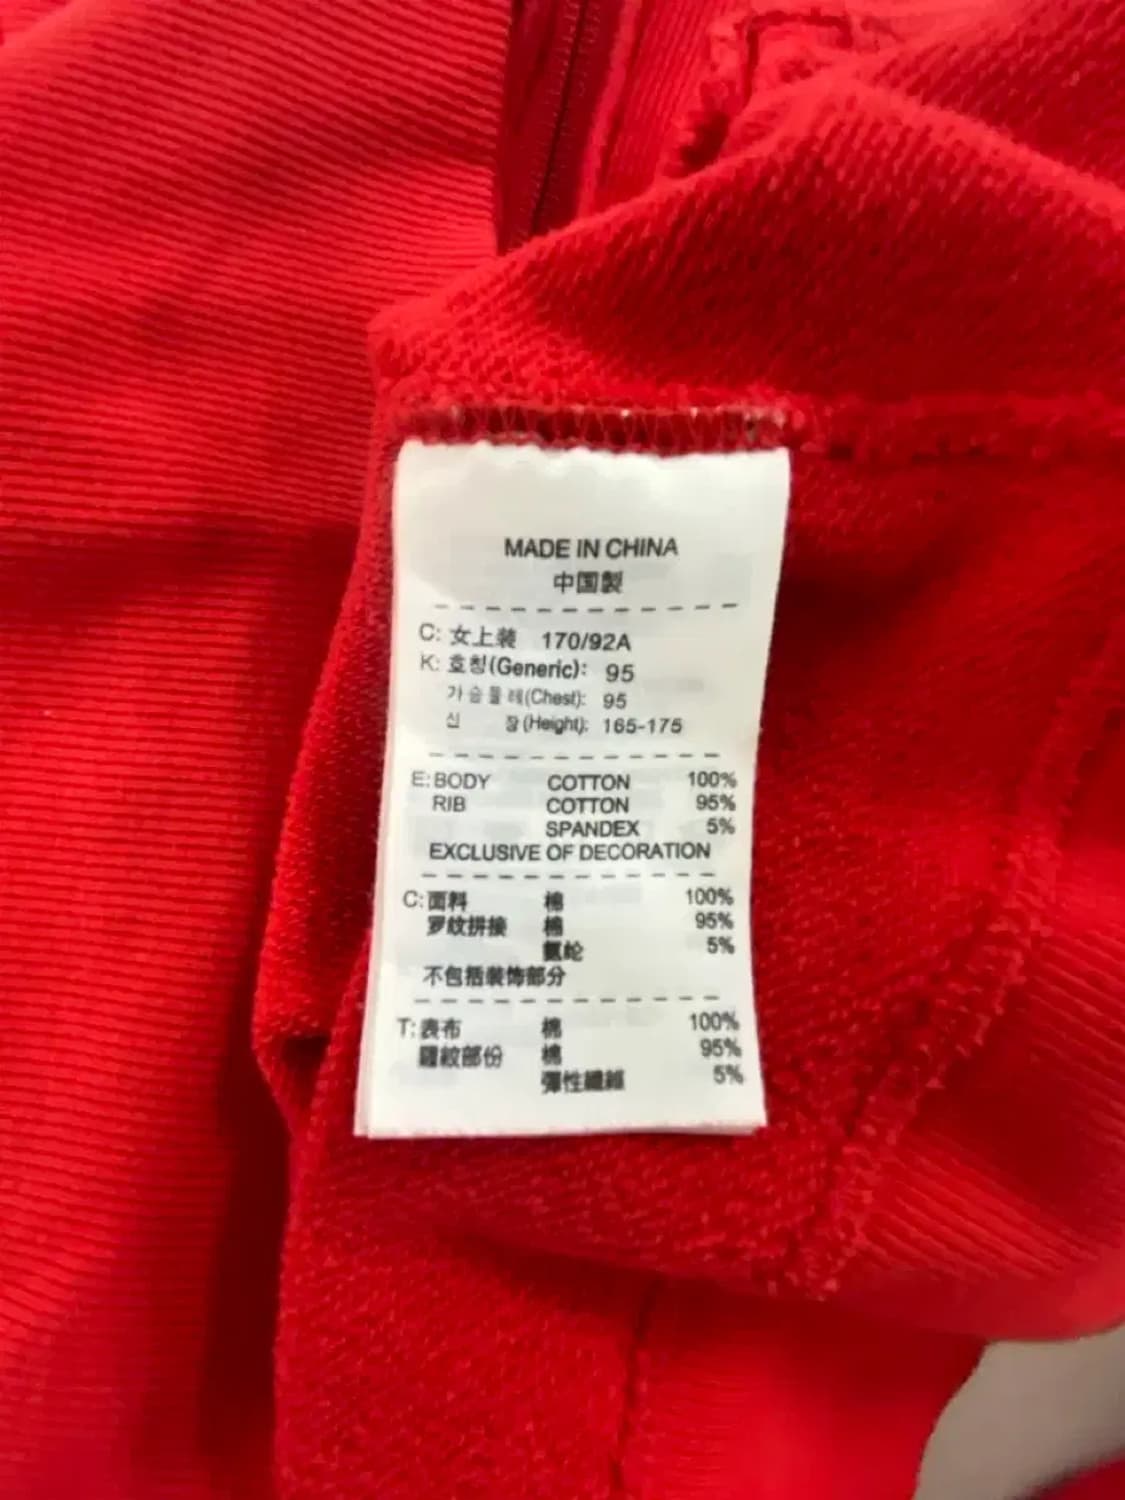 MADE IN CHINA
中国製
C: 女上装 170/92A
K: 호칭(Generic): 95
가슴둘레(Chest): 95
신 장(Height): 165-175
E: BODY COTTON 100%
RIB COTTON 95%
SPANDEX 5%
EXCLUSIVE OF DECORATION
C: 面料 棉 100%
罗纹拼接 棉 95%
氨纶 5%
不包括装饰部分
T: 表布 棉 100%
羅紋部份 棉 95%
彈性纖維 5%